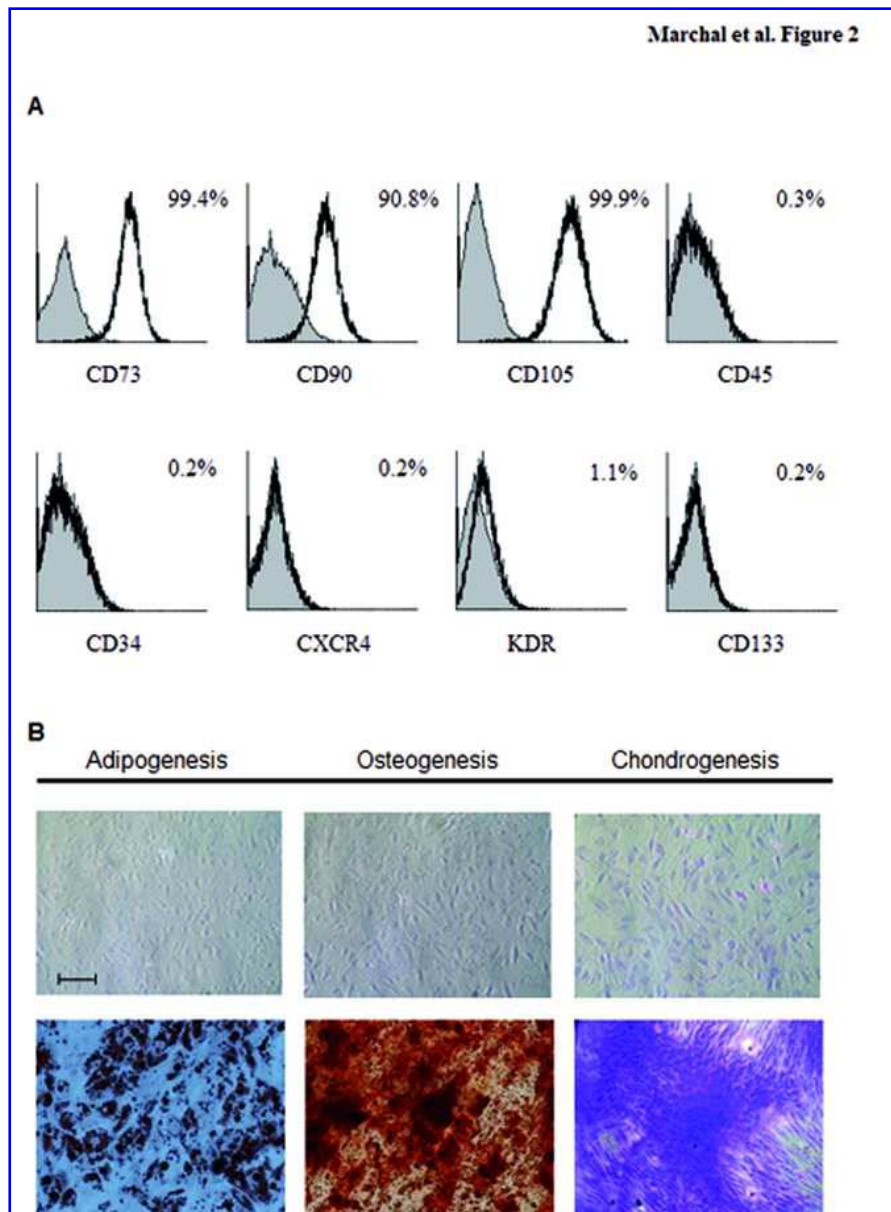 Marchal et al. Figure 2
A
99.4% 90.8% 99.9% 0.3%
CD73 CD90 CD105 CD45
0.2% 0.2% 1.1% 0.2%
CD34 CXCR4 KDR CD133
B
Adipogenesis Osteogenesis Chondrogenesis